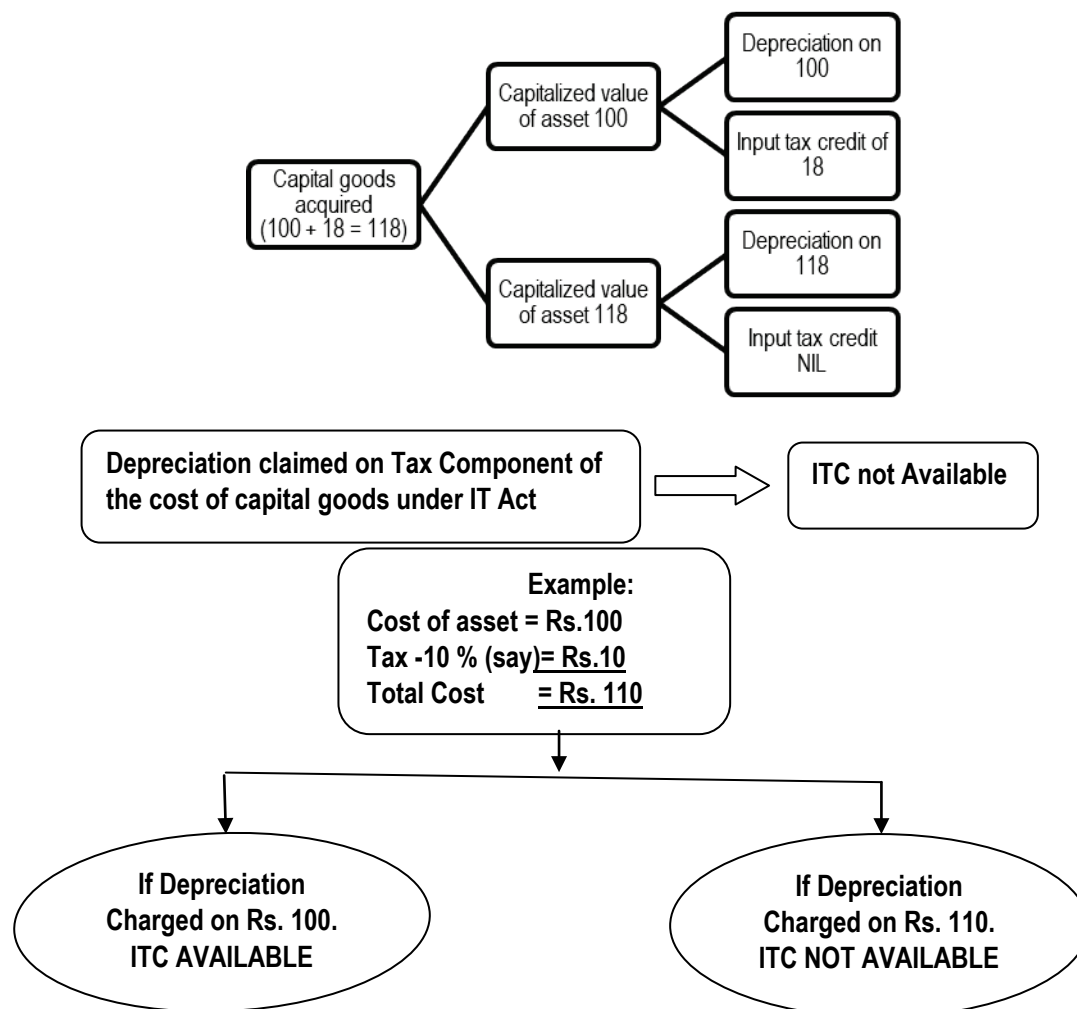 Capital goods
acquired
(100 + 18 = 118)
Capitalized value
of asset 100
Depreciation on
100
Input tax credit of
18
Capitalized value
of asset 118
Depreciation on
118
Input tax credit
NIL
Depreciation claimed on Tax Component of
the cost of capital goods under IT Act
ITC not Available
Example:
Cost of asset = Rs.100
Tax -10 % (say)= Rs.10
Total Cost = Rs. 110
If Depreciation
Charged on Rs. 100.
ITC AVAILABLE
If Depreciation
Charged on Rs. 110.
ITC NOT AVAILABLE